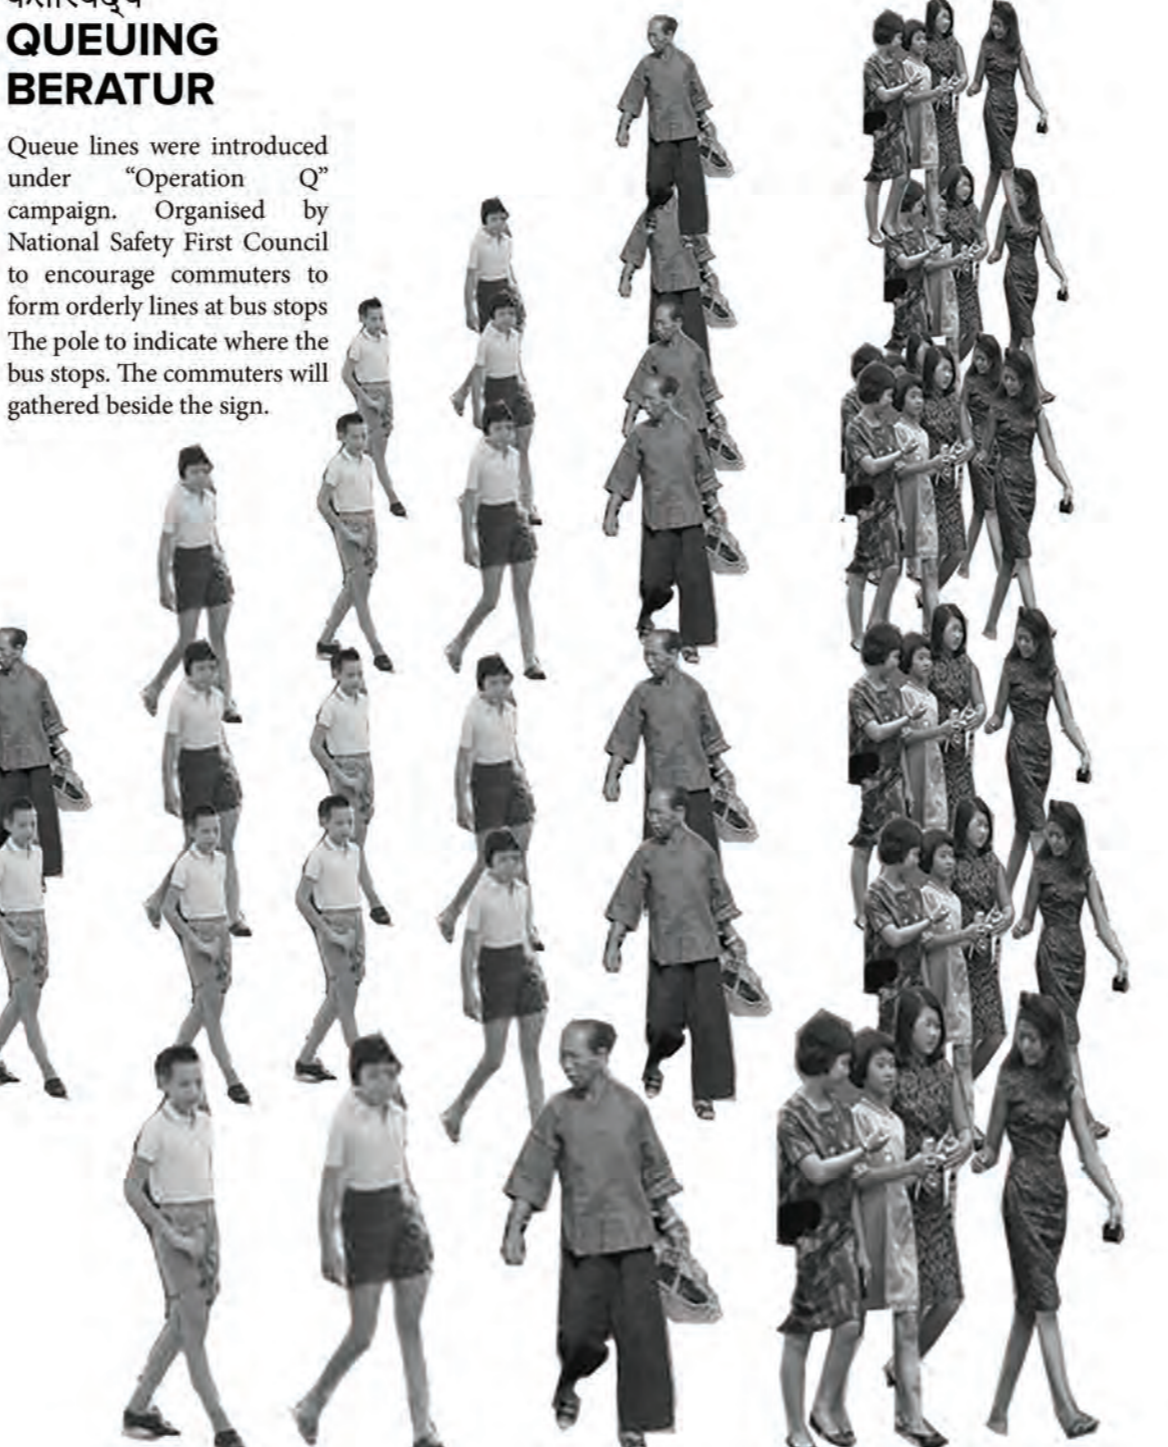 QUEUING
BERATUR
Queue lines were introduced
under "Operation Q"
campaign. Organised by
National Safety First Council
to encourage commuters to
form orderly lines at bus stops
The pole to indicate where the
bus stops. The commuters will
gathered beside the sign.